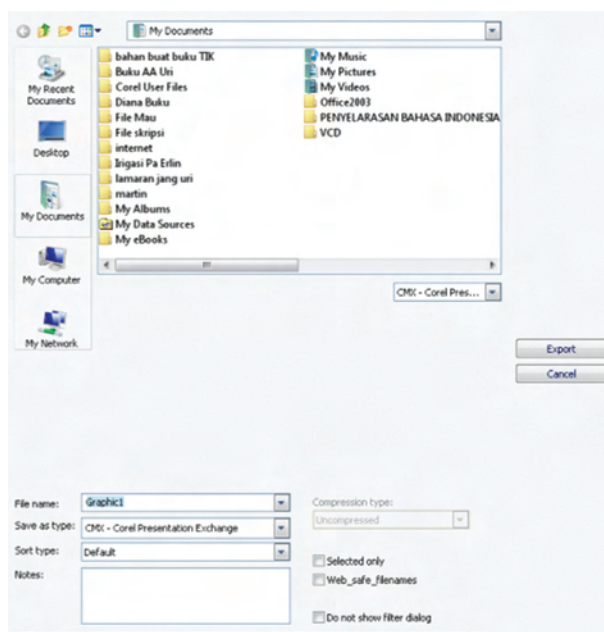 My Documents
My Recent
Documents
Desktop
My Documents
My Computer
My Network
bahan buat buku TIK
Buku AA Uri
Corel User Files
Diana Buku
File Mau
File skripsi
internet
Irigasi Pa Erlin
lamaran jang uri
martin
My Albums
My Data Sources
My eBooks
My Music
My Pictures
My Videos
Office2003
PENYELARASAN BAHASA INDONESIA
VCD
CMX - Corel Pres...
Export
Cancel
File name: Graphic1
Save as type: CMX - Corel Presentation Exchange
Sort type: Default
Notes:
Compression type:
Uncompressed
Selected only
Web_safe_filenames
Do not show filter dialog